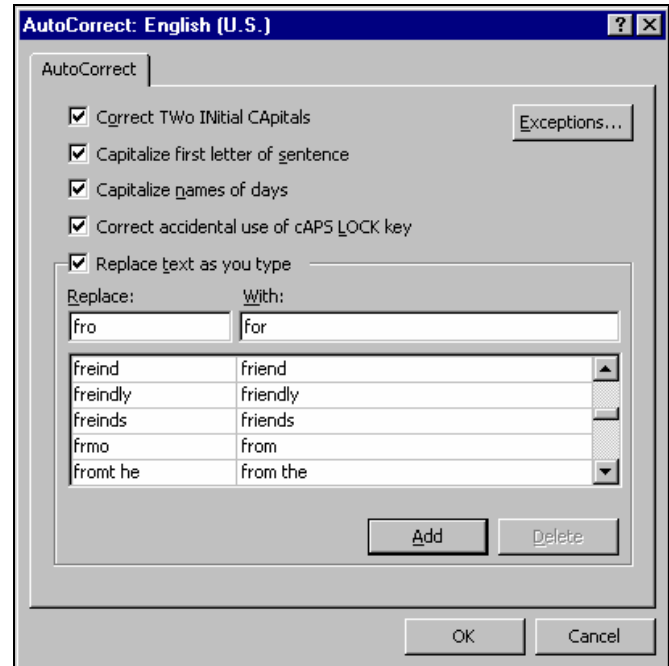 AutoCorrect: English (U.S.)
AutoCorrect
Correct TWo INitial CApitals
Exceptions...
Capitalize first letter of sentence
Capitalize names of days
Correct accidental use of cAPS LOCK key
Replace text as you type
Replace: With:
fro for
freind friend
freindly friendly
freinds friends
frmo from
fromt he from the
Add Delete
OK Cancel